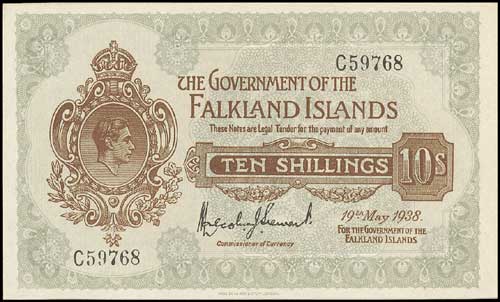 C59768
THE GOVERNMENT OF THE
FALKLAND ISLANDS
These Notes are Legal Tender for the payment of any amount
TEN SHILLINGS 10s
19th May 1938.
FOR THE GOVERNMENT OF THE
FALKLAND ISLANDS
Commissioner of Currency
C59768